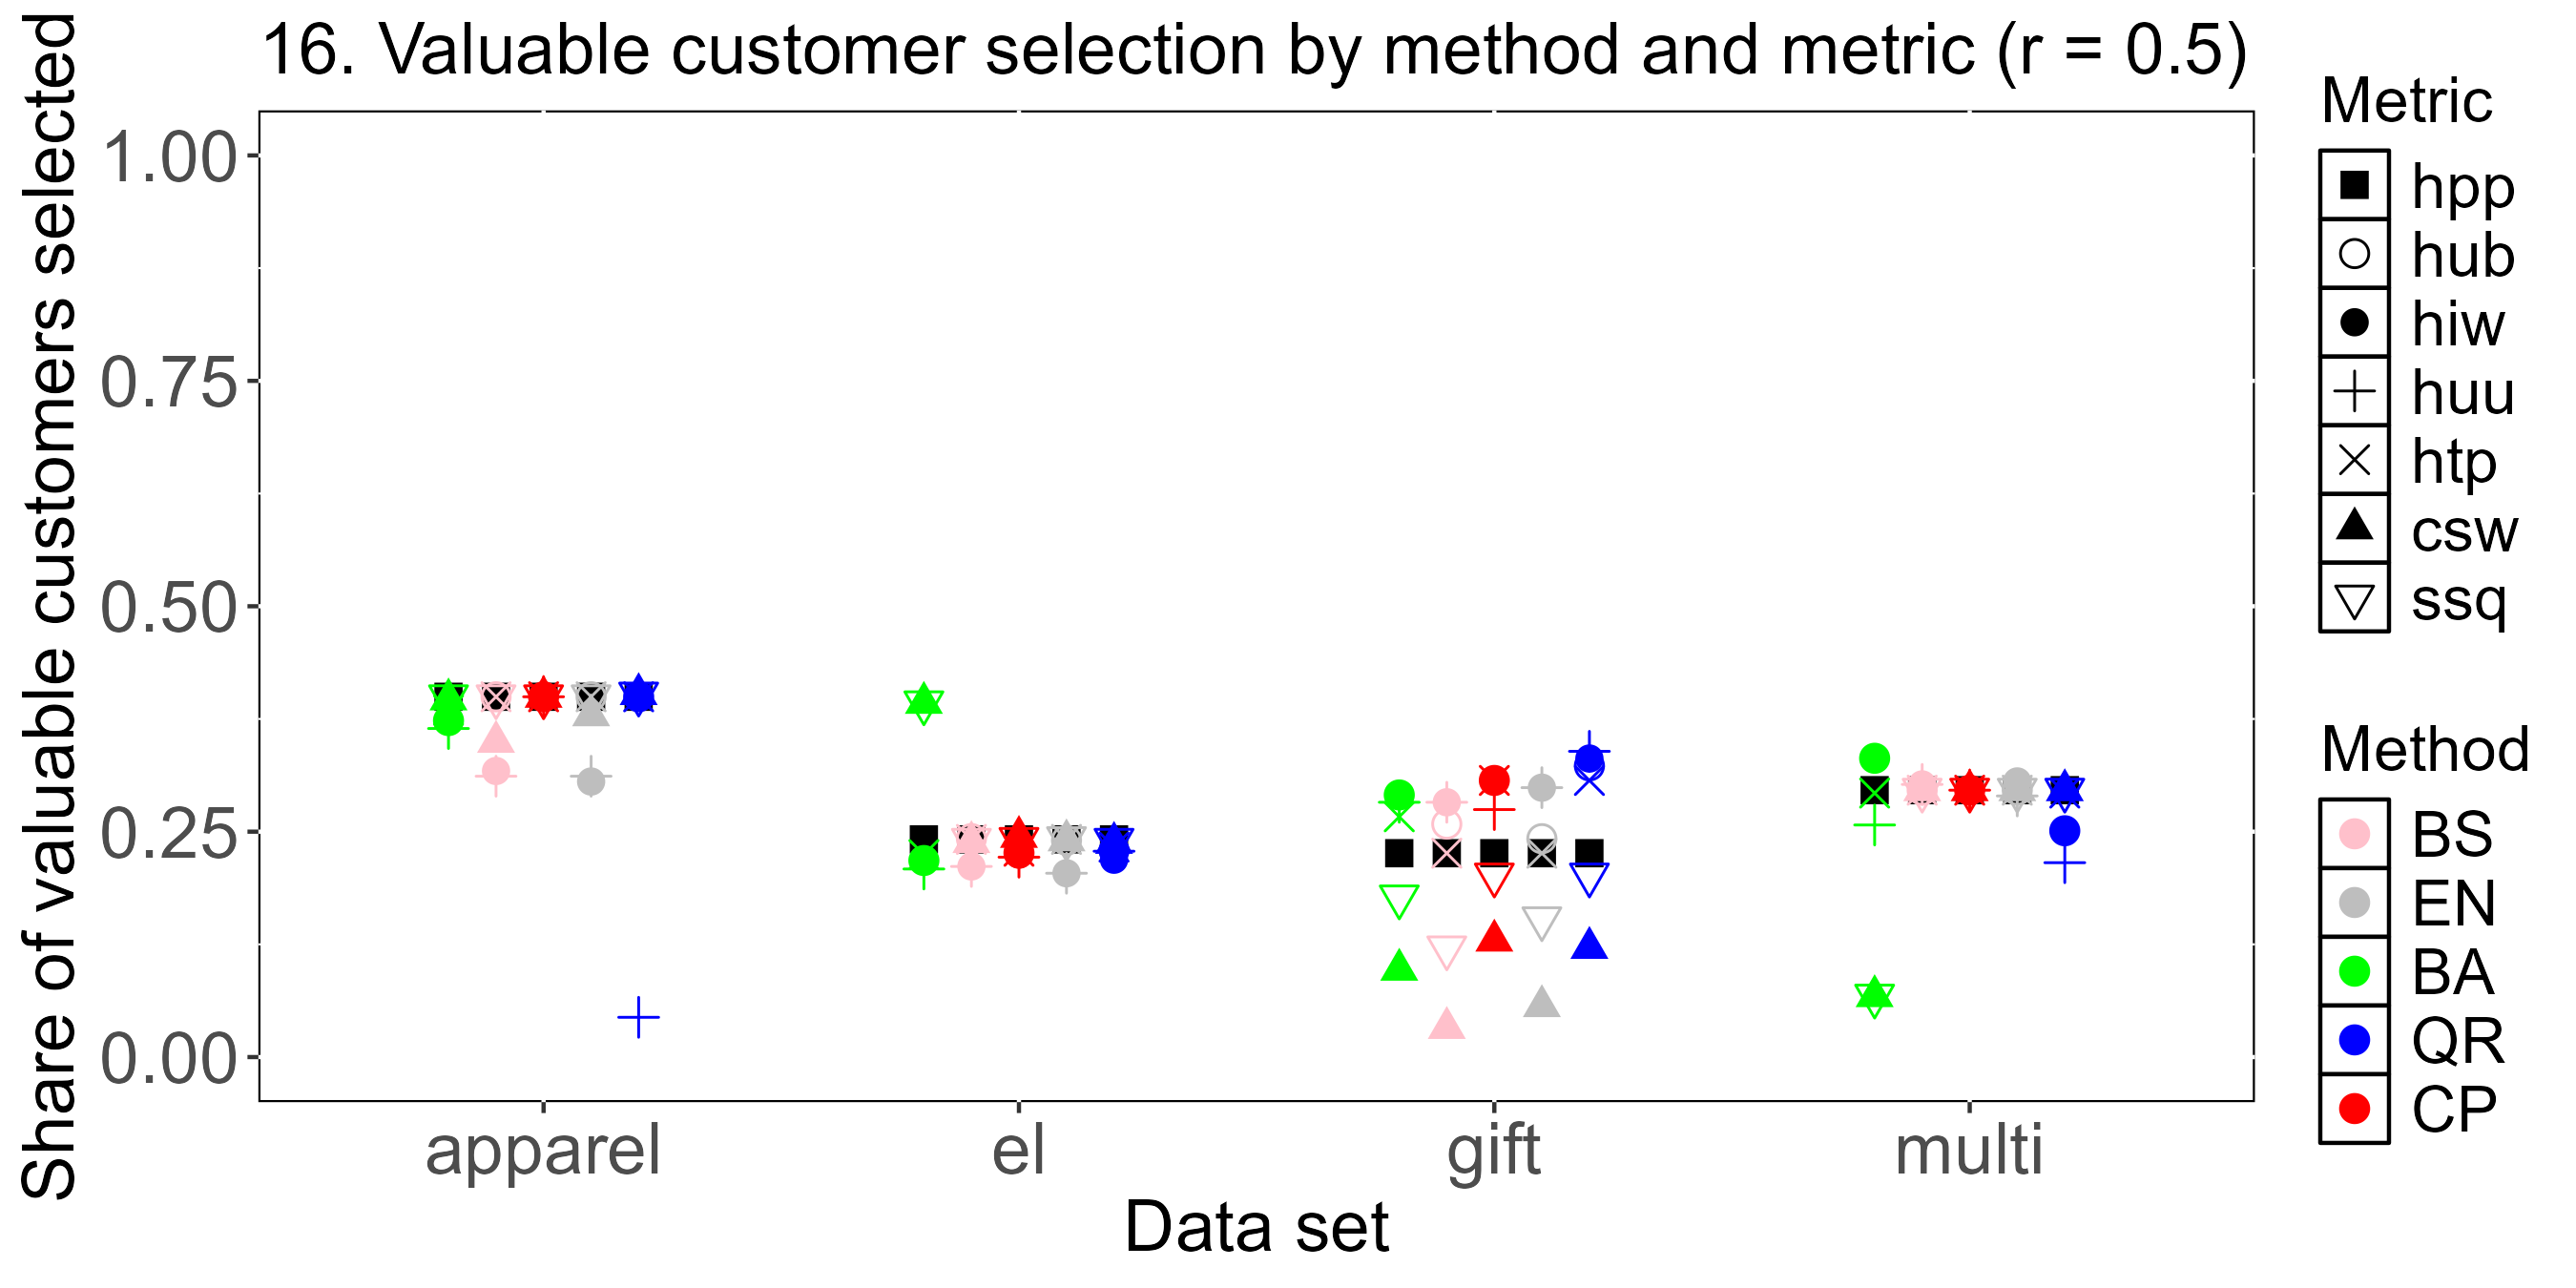 16. Valuable customer selection by method and metric (r = 0.5)
Share of valuable customers selected
1.00
0.75
0.50
0.25
0.00
apparel
el
gift
multi
Data set
Metric
hpp
hub
hiw
huu
htp
csw
ssq
Method
BS
EN
BA
QR
CP